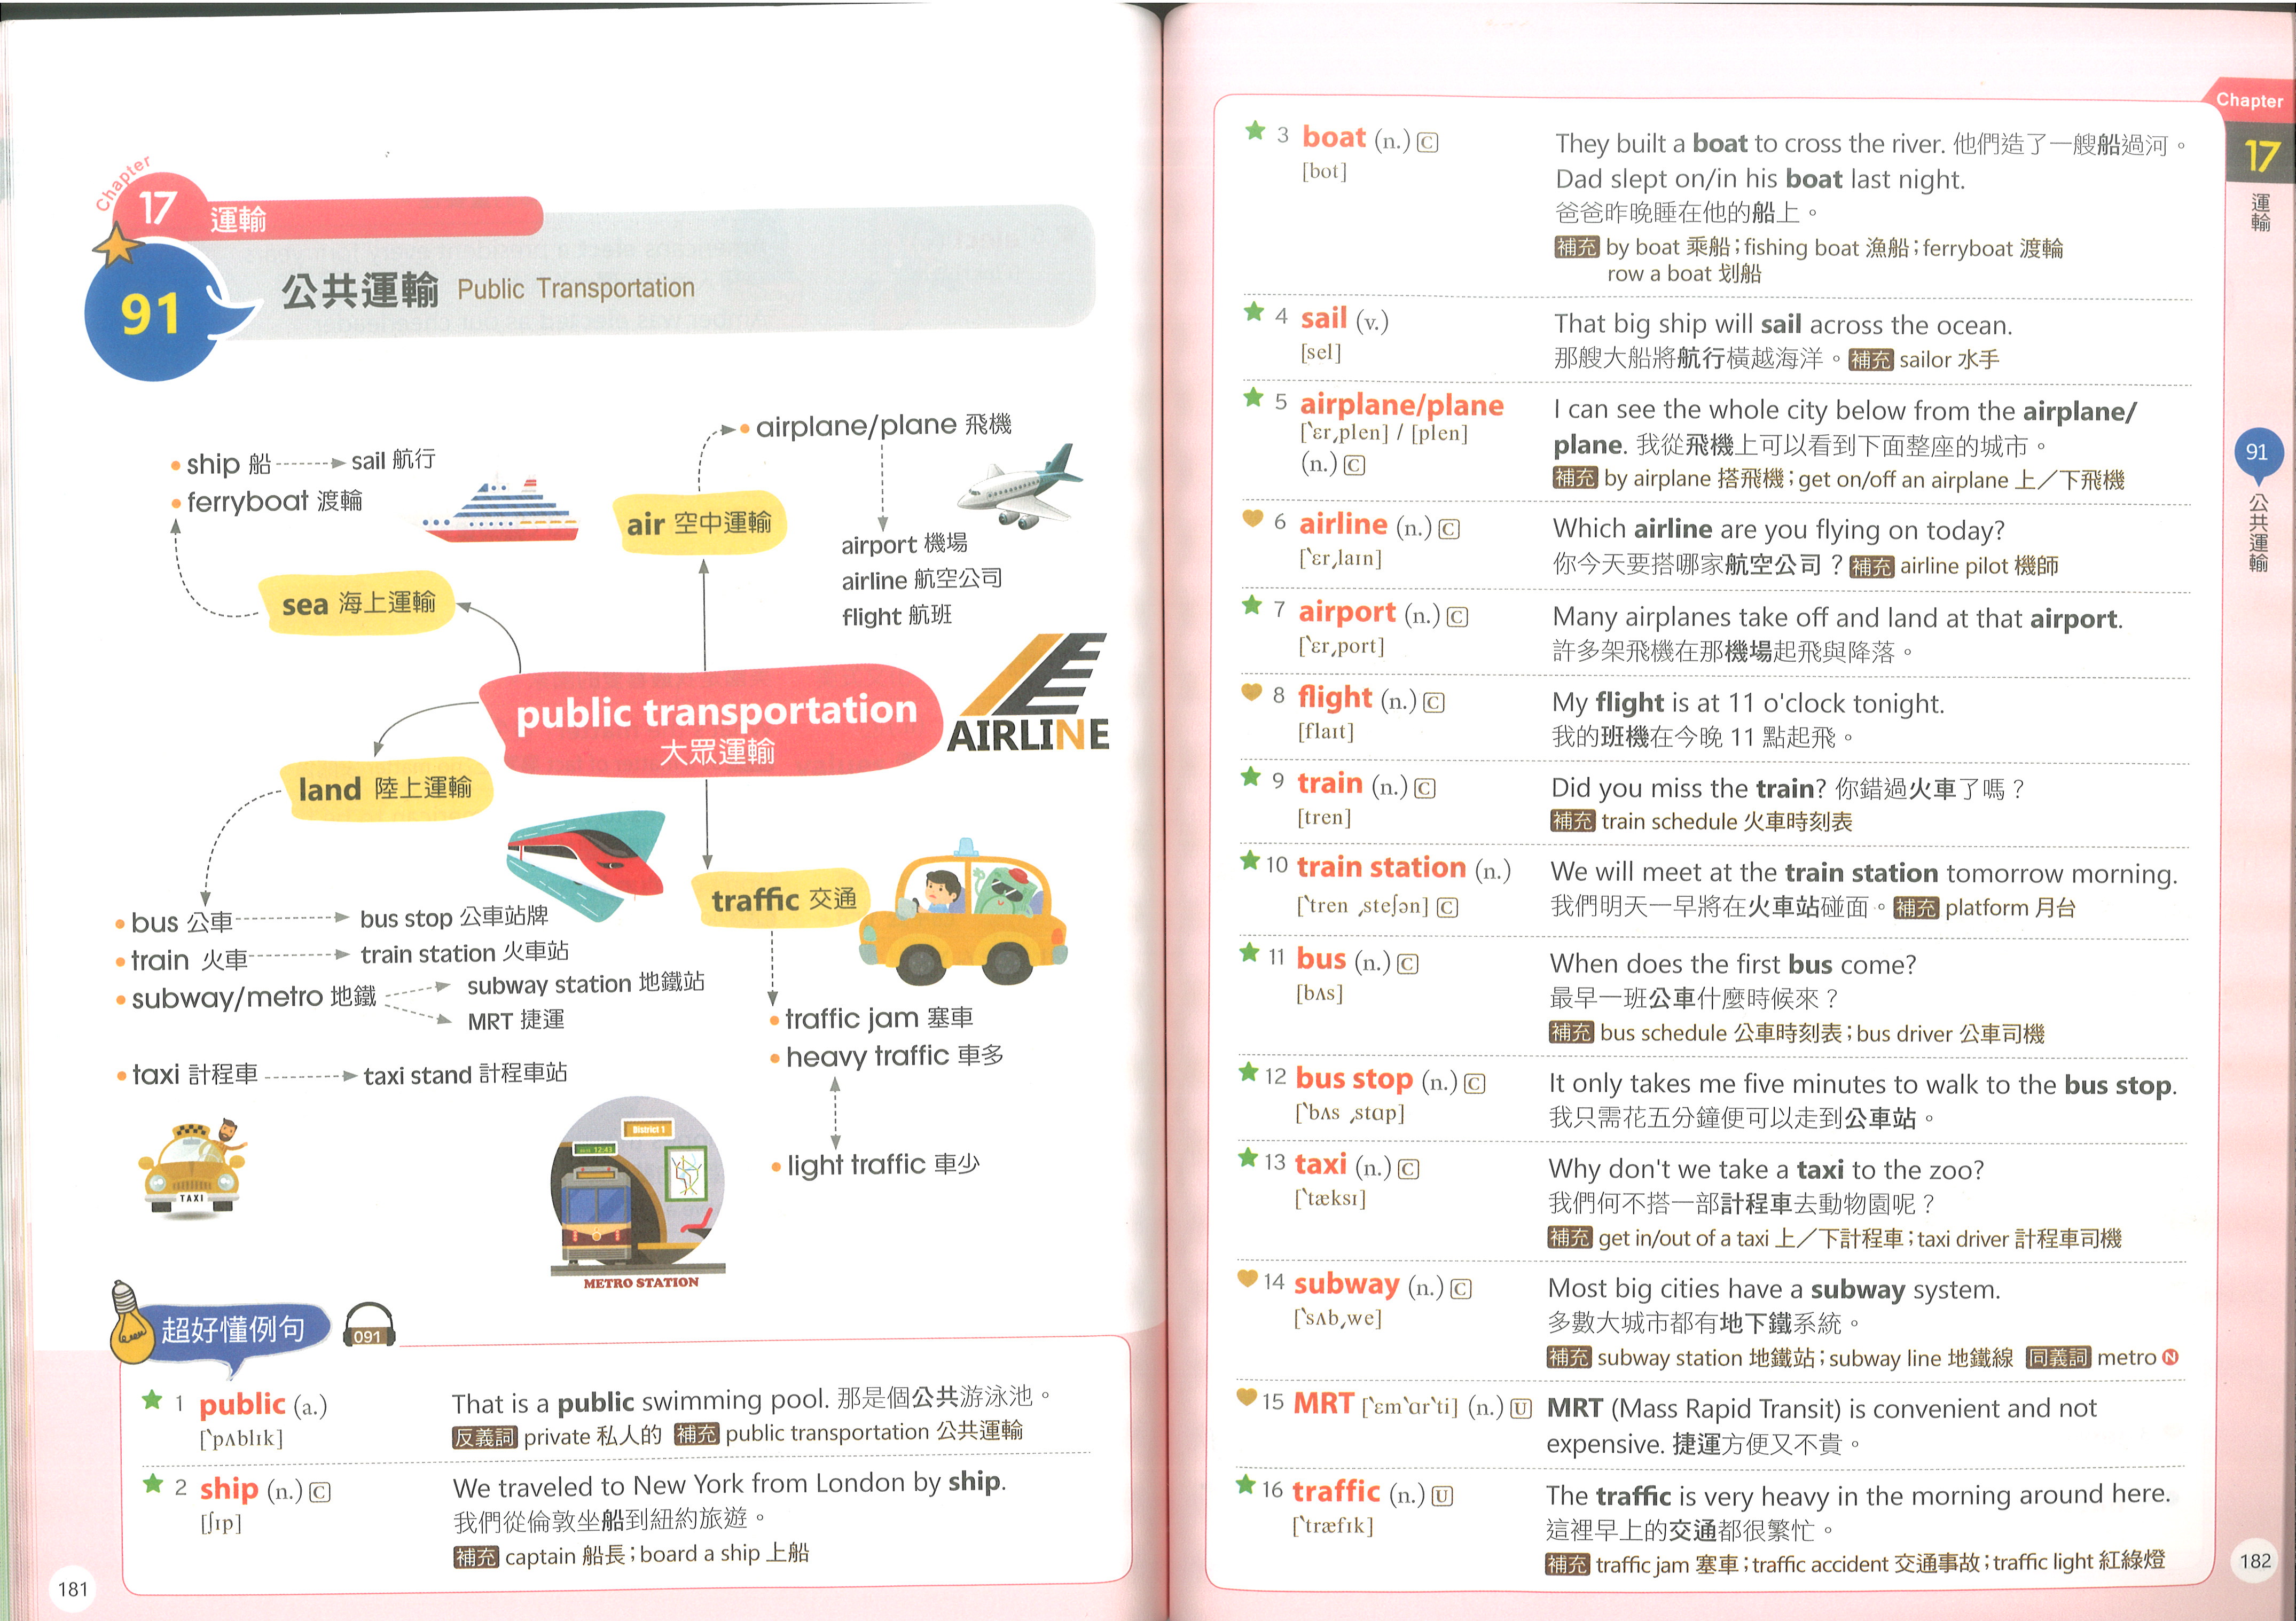 Chapter
17 運輸
91 公共運輸 Public Transportation
ship 船 sail 航行
ferryboat 渡輪
sea 海上運輸
airplane/plane 飛機
air 空中運輸
airport 機場
airline 航空公司
flight 航班
public transportation
大眾運輸
AIRLINE
land 陸上運輸
traffic 交通
bus 公車 bus stop 公車站牌
train 火車 train station 火車站
subway/metro 地鐵 subway station 地鐵站
MRT 捷運
taxi 計程車 taxi stand 計程車站
traffic jam 塞車
heavy traffic 車多
light traffic 車少
TAXI
District 1
12:43
METRO STATION
超好懂例句 091
1 public (a.) That is a public swimming pool. 那是個公共游泳池。
[ˋpʌblɪk] 反義詞 private 私人的 補充 public transportation 公共運輸
2 ship (n.) C We traveled to New York from London by ship.
[ʃɪp] 我們從倫敦坐船到紐約旅遊。
補充 captain 船長；board a ship 上船
181
3 boat (n.) C They built a boat to cross the river. 他們造了一艘船過河。
[bot] Dad slept on/in his boat last night.
爸爸昨晚睡在他的船上。
補充 by boat 乘船；fishing boat 漁船；ferryboat 渡輪
row a boat 划船
4 sail (v.) That big ship will sail across the ocean.
[sel] 那艘大船將航行橫越海洋。 補充 sailor 水手
5 airplane/plane I can see the whole city below from the airplane/
[ˋɛrˏplen] / [plen] plane. 我從飛機上可以看到下面整座的城市。
(n.) C 補充 by airplane 搭飛機；get on/off an airplane 上／下飛機
6 airline (n.) C Which airline are you flying on today?
[ˋɛrˏlaɪn] 你今天要搭哪家航空公司？ 補充 airline pilot 機師
7 airport (n.) C Many airplanes take off and land at that airport.
[ˋɛrˏport] 許多架飛機在那機場起飛與降落。
8 flight (n.) C My flight is at 11 o'clock tonight.
[flaɪt] 我的班機在今晚 11 點起飛。
9 train (n.) C Did you miss the train? 你錯過火車了嗎？
[tren] 補充 train schedule 火車時刻表
10 train station (n.) We will meet at the train station tomorrow morning.
[ˋtren ˏsteʃən] C 我們明天一早將在火車站碰面。 補充 platform 月台
11 bus (n.) C When does the first bus come?
[bʌs] 最早一班公車什麼時候來？
補充 bus schedule 公車時刻表；bus driver 公車司機
12 bus stop (n.) C It only takes me five minutes to walk to the bus stop.
[ˋbʌs ˏstɑp] 我只需花五分鐘便可以走到公車站。
13 taxi (n.) C Why don't we take a taxi to the zoo?
[ˋtæksɪ] 我們何不搭一部計程車去動物園呢？
補充 get in/out of a taxi 上／下計程車；taxi driver 計程車司機
14 subway (n.) C Most big cities have a subway system.
[ˋsʌbˏwe] 多數大城市都有地下鐵系統。
補充 subway station 地鐵站；subway line 地鐵線 同義詞 metro N
15 MRT [ˋɛmˋɑrˋti] (n.) U MRT (Mass Rapid Transit) is convenient and not
expensive. 捷運方便又不貴。
16 traffic (n.) U The traffic is very heavy in the morning around here.
[ˋtræfɪk] 這裡早上的交通都很繁忙。
補充 traffic jam 塞車；traffic accident 交通事故；traffic light 紅綠燈
Chapter
17
運輸
91
公共運輸
182